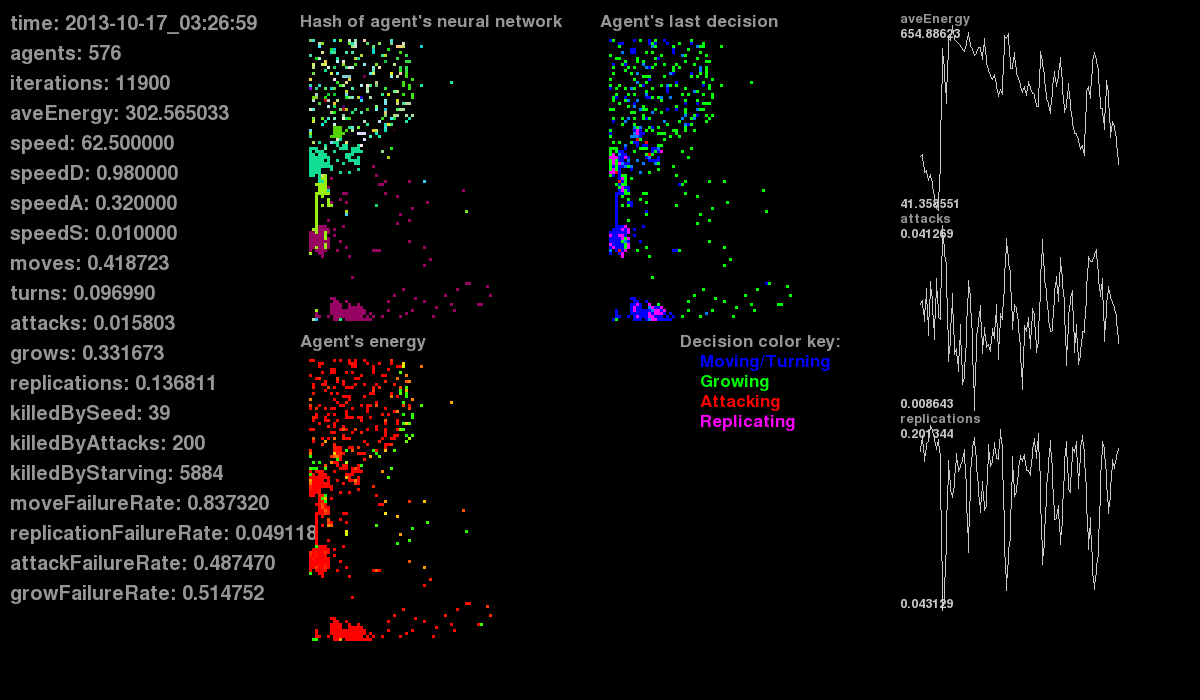 time: 2013-10-17_03:26:59
agents: 576
iterations: 11900
aveEnergy: 302.565033
speed: 62.500000
speedD: 0.980000
speedA: 0.320000
speedS: 0.010000
moves: 0.418723
turns: 0.096990
attacks: 0.015803
grows: 0.331673
replications: 0.136811
killedBySeed: 39
killedByAttacks: 200
killedByStarving: 5884
moveFailureRate: 0.837320
replicationFailureRate: 0.049118
attackFailureRate: 0.487470
growFailureRate: 0.514752
Hash of agent's neural network
Agent's last decision
Agent's energy
Decision color key:
Moving/Turning
Growing
Attacking
Replicating
aveEnergy
654.88623
41.358551
attacks
0.041269
0.008643
replications
0.201344
0.043129